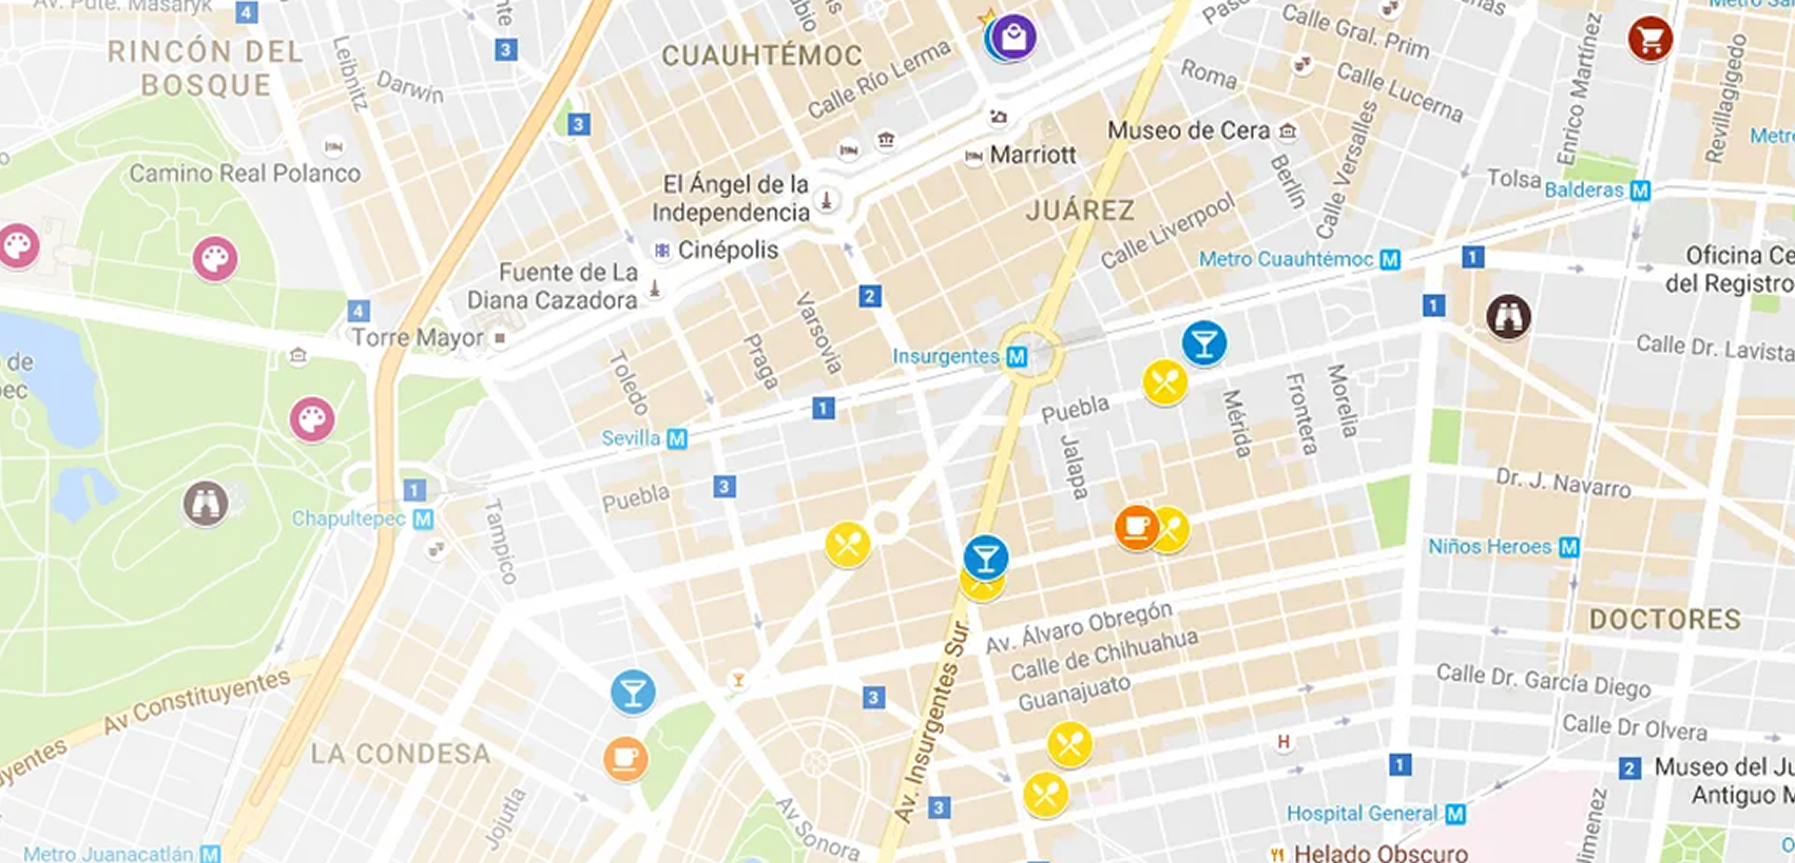 Av. Pdte. Masaryk
4
3
RINCÓN DEL
BOSQUE
Leibnitz
Darwin
3
CUAUHTÉMOC
Calle Río Lerma
Calle Gral. Prim
Roma
Calle Lucerna
Enrico Martínez
Revillagigedo
Camino Real Polanco
Marriott
Museo de Cera
Berlín
Calle Versalles
Tolsa
Balderas M
El Ángel de la
Independencia
JUÁREZ
Calle Liverpool
Cinépolis
Metro Cuauhtémoc M
1
Fuente de La
Diana Cazadora
2
1
4
Torre Mayor
Varsovia
Praga
Toledo
Insurgentes M
Calle Dr. Lavista
Puebla
Jalapa
Mérida
Frontera
Morelia
1
Sevilla M
Puebla
3
1
Chapultepec M
Tampico
Dr. J. Navarro
Niños Heroes M
DOCTORES
Av. Álvaro Obregón
Calle de Chihuahua
Guanajuato
Av. Insurgentes Sur
3
Av Constituyentes
LA CONDESA
Calle Dr. García Diego
Calle Dr Olvera
H
1
2
Museo del Ju
Antiguo M
Jojutla
Av Sonora
3
Hospital General M
Metro Juanacatlán M
Helado Obscuro
Oficina Ce
del Registro